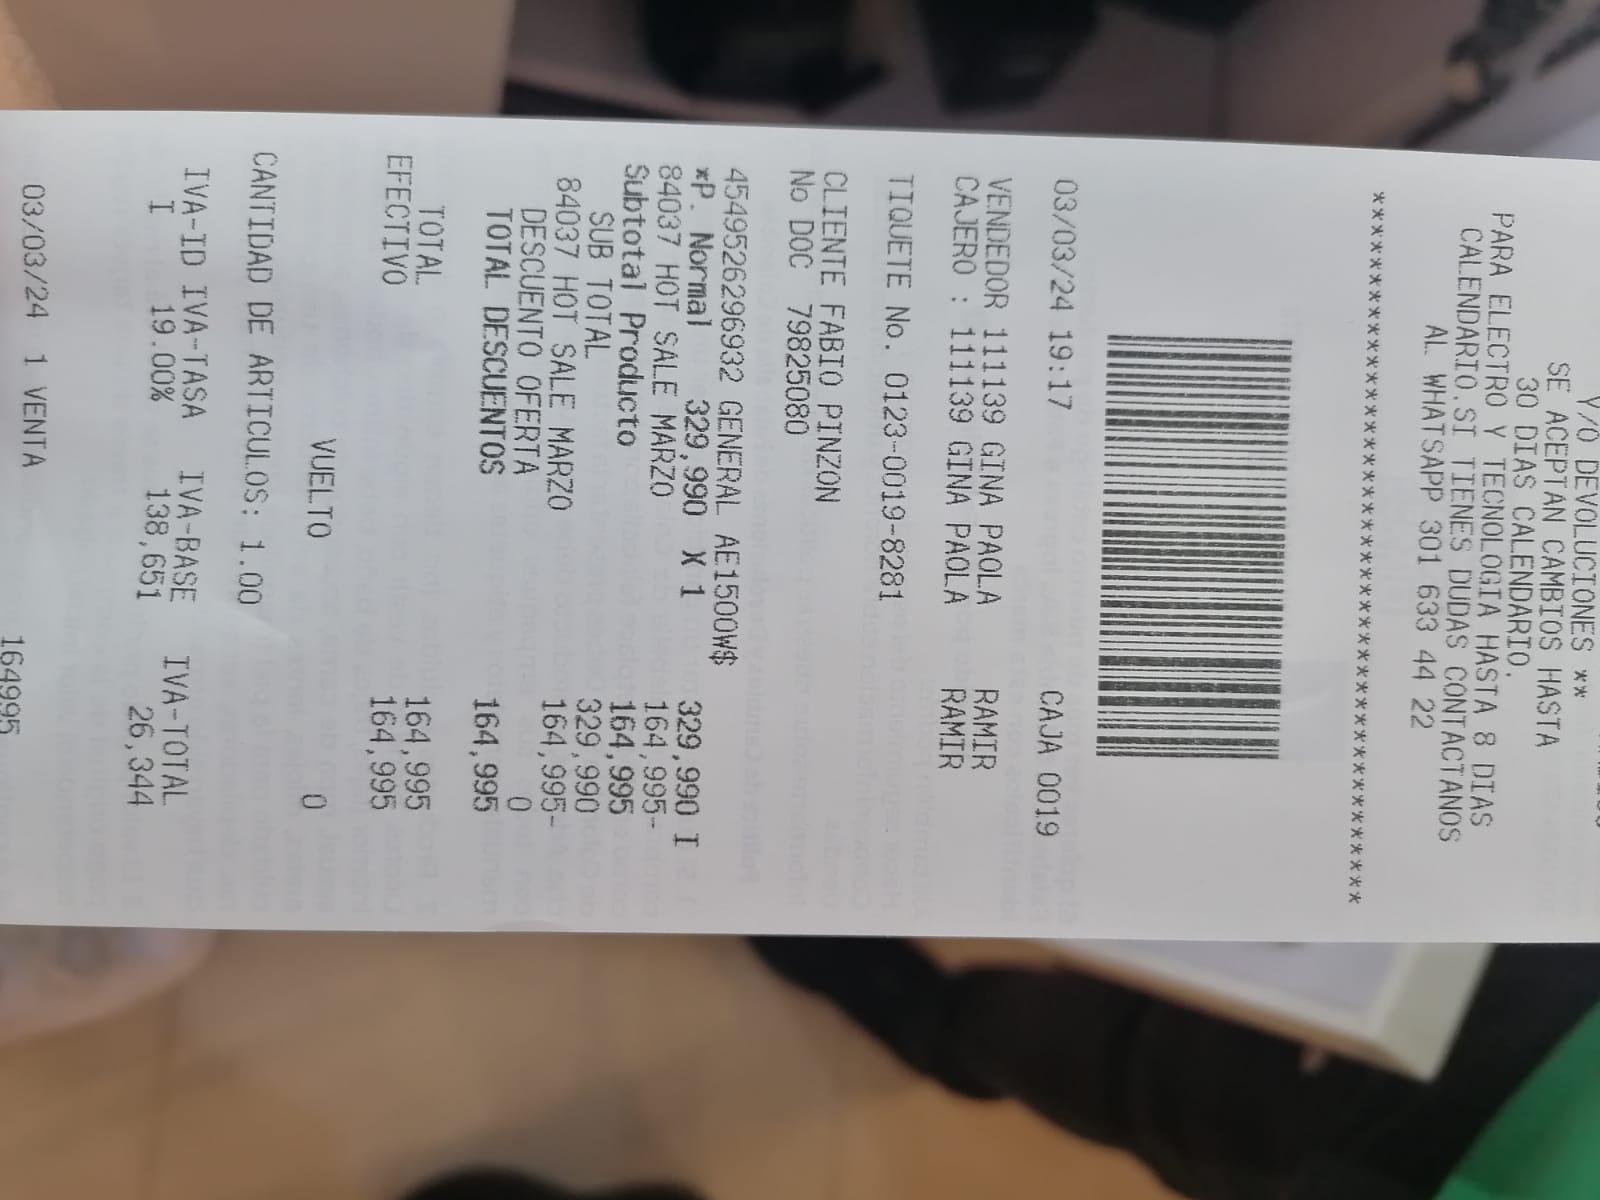 Y/O DEVOLUCIONES **
SE ACEPTAN CAMBIOS HASTA
30 DIAS CALENDARIO.
PARA ELECTRO Y TECNOLOGIA HASTA 8 DIAS
CALENDARIO.SI TIENES DUDAS CONTACTANOS
AL WHATSAPP 301 633 44 22
****************************************
03/03/24 19:17 CAJA 0019
VENDEDOR 111139 GINA PAOLA RAMIR
CAJERO : 111139 GINA PAOLA RAMIR
TIQUETE No. 0123-0019-8281
CLIENTE FABIO PINZON
No DOC 79825080
4549526296932 GENERAL AE1500W$
*P. Normal 329,990 X 1 329,990 I
84037 HOT SALE MARZO 164,995-
Subtotal Producto 164,995
SUB TOTAL 329,990
84037 HOT SALE MARZO 164,995-
DESCUENTO OFERTA 0
TOTAL DESCUENTOS 164,995
TOTAL 164,995
EFECTIVO 164,995
VUELTO 0
CANTIDAD DE ARTICULOS: 1.00
IVA-ID IVA-TASA IVA-BASE IVA-TOTAL
I 19.00% 138,651 26,344
03/03/24 1 VENTA 164995